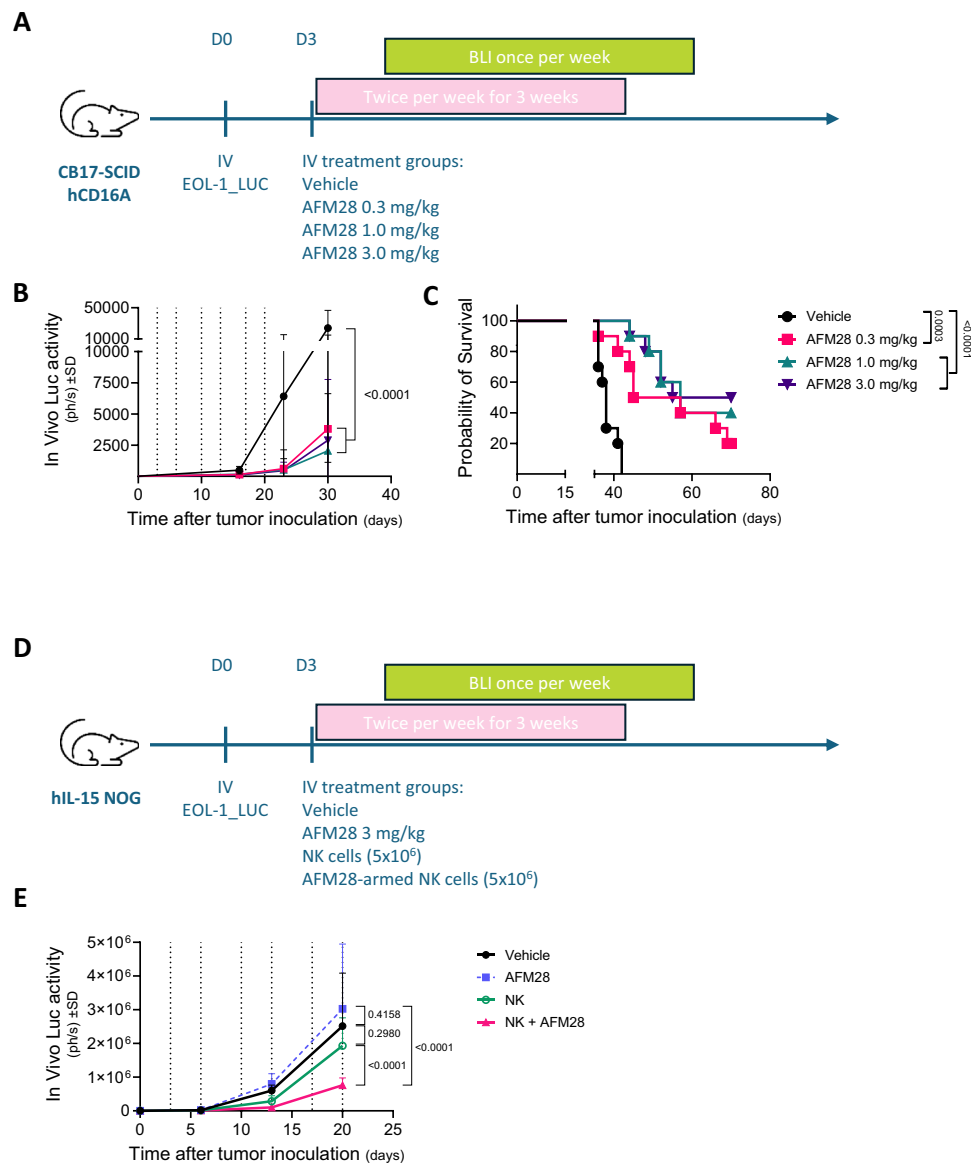 A
D0
D3
BLI once per week
Twice per week for 3 weeks
CB17-SCID
hCD16A
IV
EOL-1_LUC
IV treatment groups:
Vehicle
AFM28 0.3 mg/kg
AFM28 1.0 mg/kg
AFM28 3.0 mg/kg
B
In Vivo Luc activity
(ph/s) ±SD
50000
10000
10000
7500
5000
2500
0
10
20
30
40
Time after tumor inoculation (days)
<0.0001
C
Probability of Survival
100
80
60
40
20
0
15
40
60
80
Time after tumor inoculation (days)
Vehicle
AFM28 0.3 mg/kg
AFM28 1.0 mg/kg
AFM28 3.0 mg/kg
0.00003
<0.0001
D
D0
D3
BLI once per week
Twice per week for 3 weeks
hIL-15 NOG
IV
EOL-1_LUC
IV treatment groups:
Vehicle
AFM28 3 mg/kg
NK cells (5x10⁶)
AFM28-armed NK cells (5x10⁶)
E
In Vivo Luc activity
(ph/s) ±SD
5×10⁶
4×10⁶
3×10⁶
2×10⁶
1×10⁶
0
0
5
10
15
20
25
Time after tumor inoculation (days)
0.4158
0.2980
<0.0001
<0.0001
Vehicle
AFM28
NK
NK + AFM28